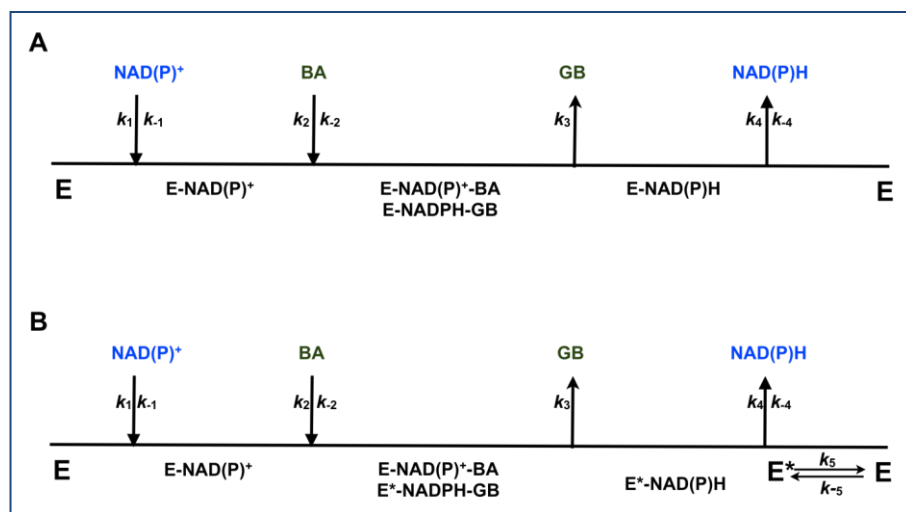 A
NAD(P)⁺ BA GB NAD(P)H
k₁ k₋₁ k₂ k₋₂ k₃ k₄ k₋₄
E E-NAD(P)⁺ E-NAD(P)⁺-BA E-NAD(P)H E
E-NADPH-GB
B
NAD(P)⁺ BA GB NAD(P)H
k₁ k₋₁ k₂ k₋₂ k₃ k₄ k₋₄
E E-NAD(P)⁺ E-NAD(P)⁺-BA E*-NAD(P)H E* k₅ E
E*-NADPH-GB k₋₅